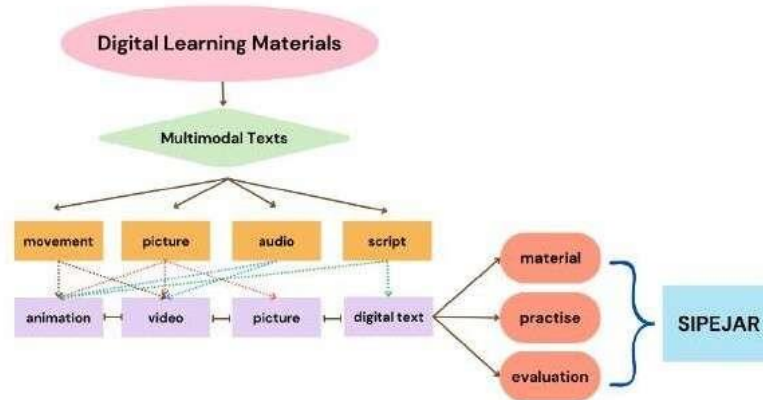 Digital Learning Materials
Multimodal Texts
movement
picture
audio
script
animation
video
picture
digital text
material
practise
evaluation
SIPEJAR